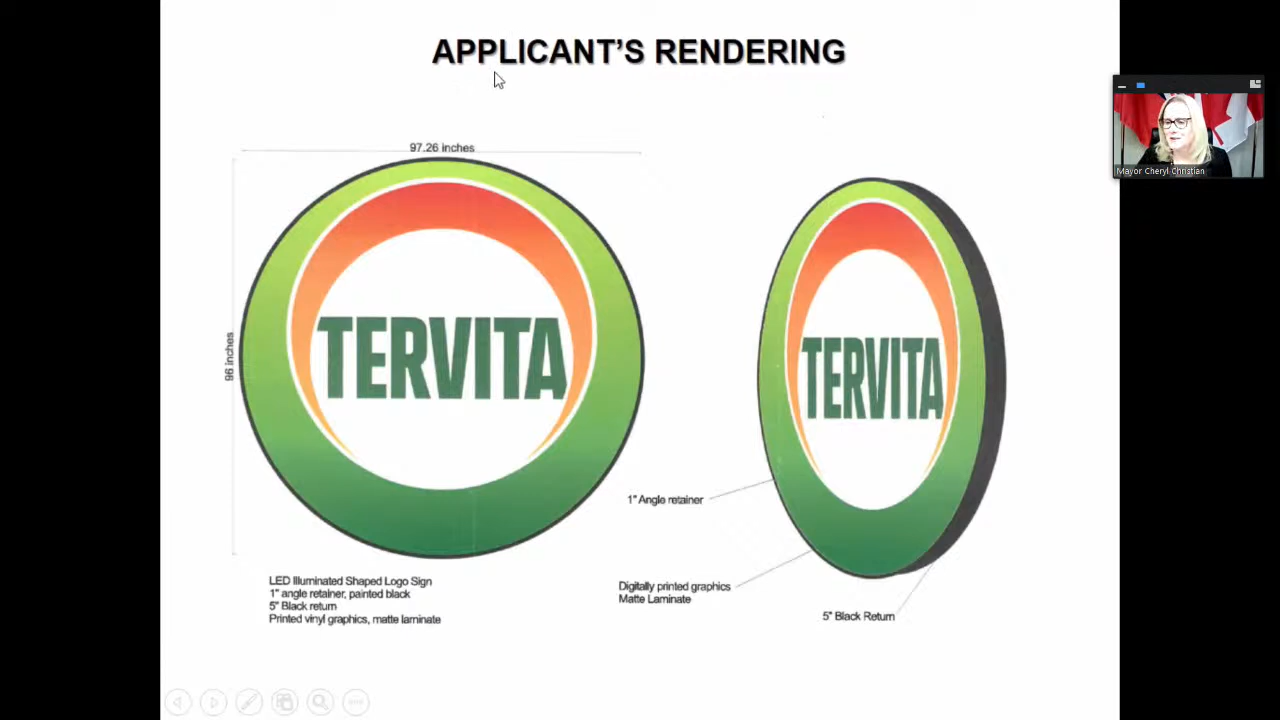 APPLICANT'S RENDERING
97.26 inches
96 inches
TERVITA
TERVITA
1" Angle retainer
Digitally printed graphics
Matte Laminate
5" Black Return
LED Illuminated Shaped Logo Sign
1" angle retainer, painted black
5" Black return
Printed vinyl graphics, matte laminate
Mayor Cheryl Christian